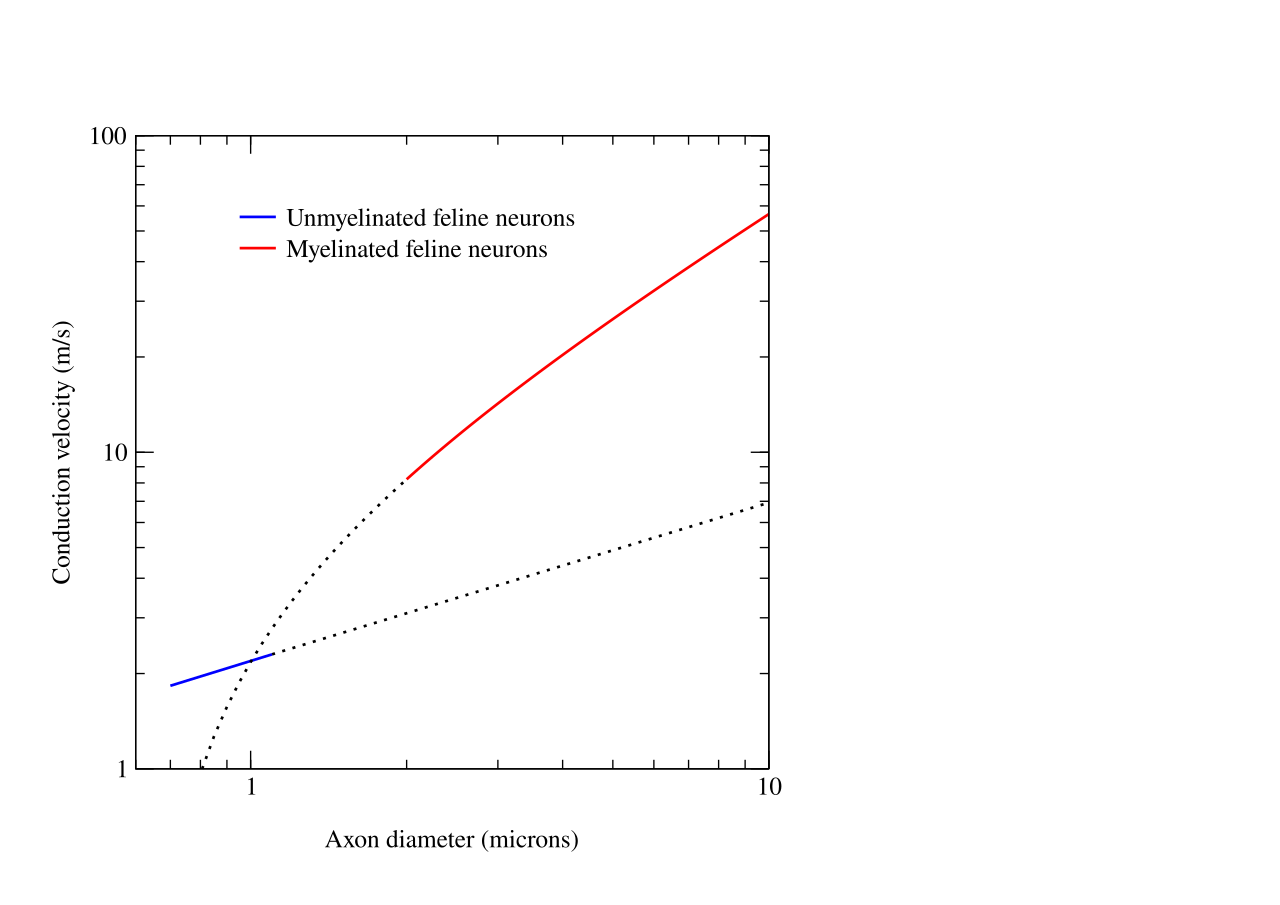 100
Unmyelinated feline neurons
Myelinated feline neurons
Conduction velocity (m/s)
10
1
1
10
Axon diameter (microns)